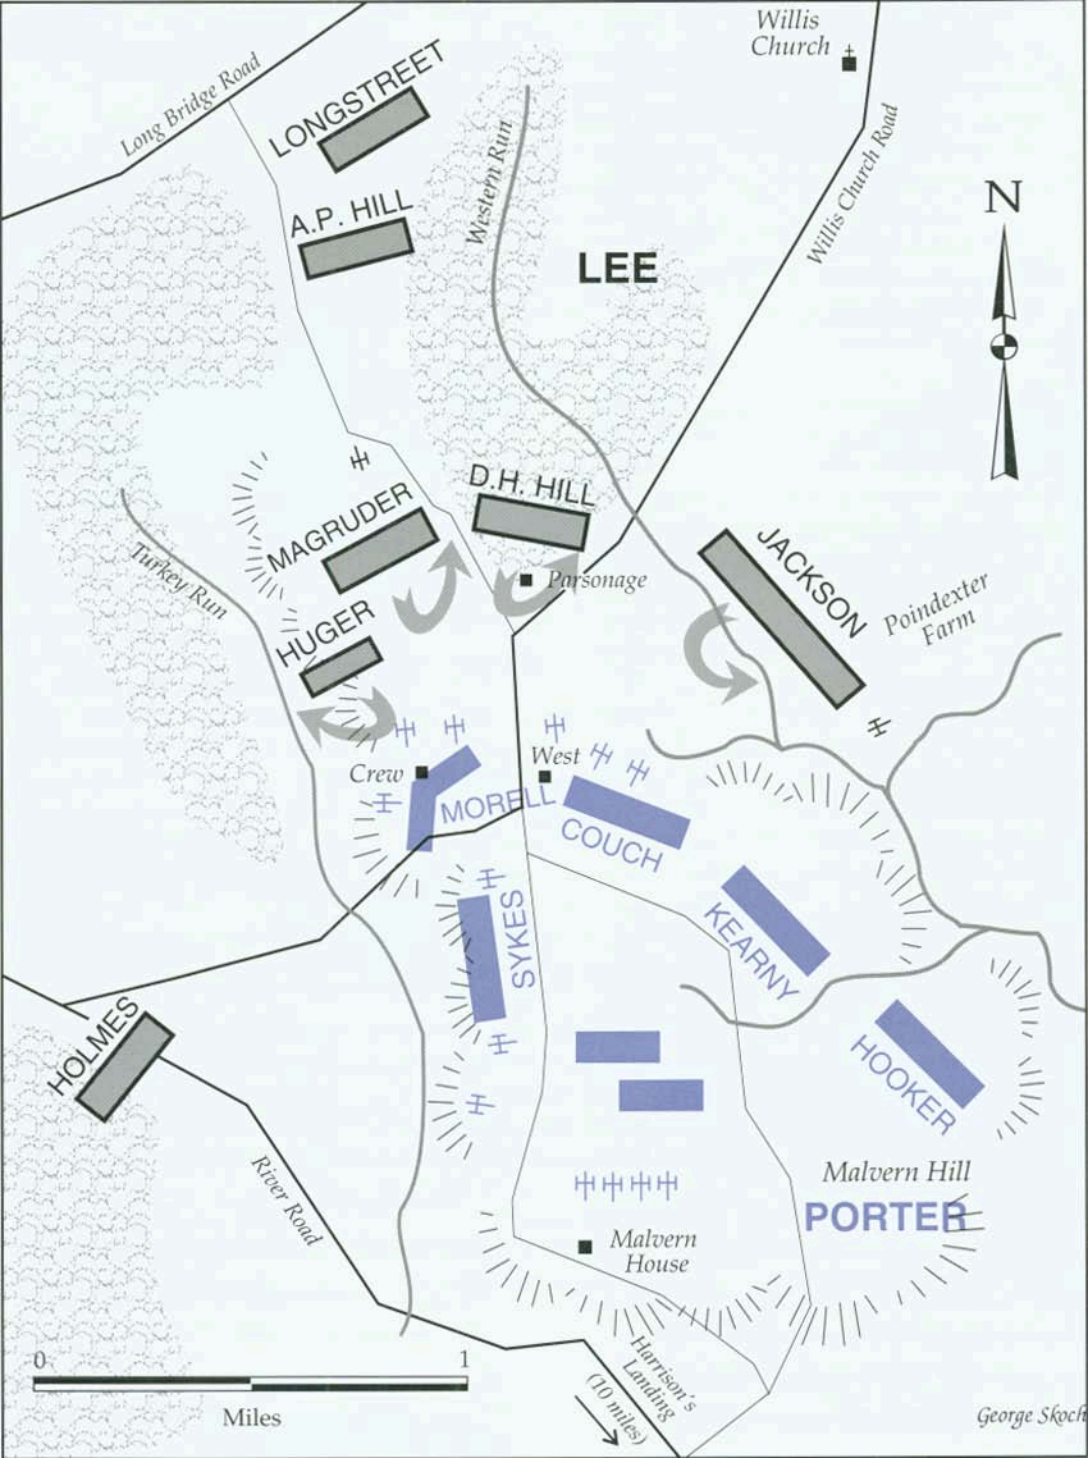 Willis
Church
Long Bridge Road
LONGSTREET
Western Run
Willis Church Road
N
A.P. HILL
LEE
D.H. HILL
MAGRUDER
JACKSON
Turkey Run
Parsonage
Poindexter
Farm
HUGER
Crew
West
MORELL
COUCH
KEARNY
SYKES
HOLMES
HOOKER
River Road
Malvern Hill
PORTER
Malvern
House
Harrison's
Landing
(10 miles)
0 1
Miles
George Skoch